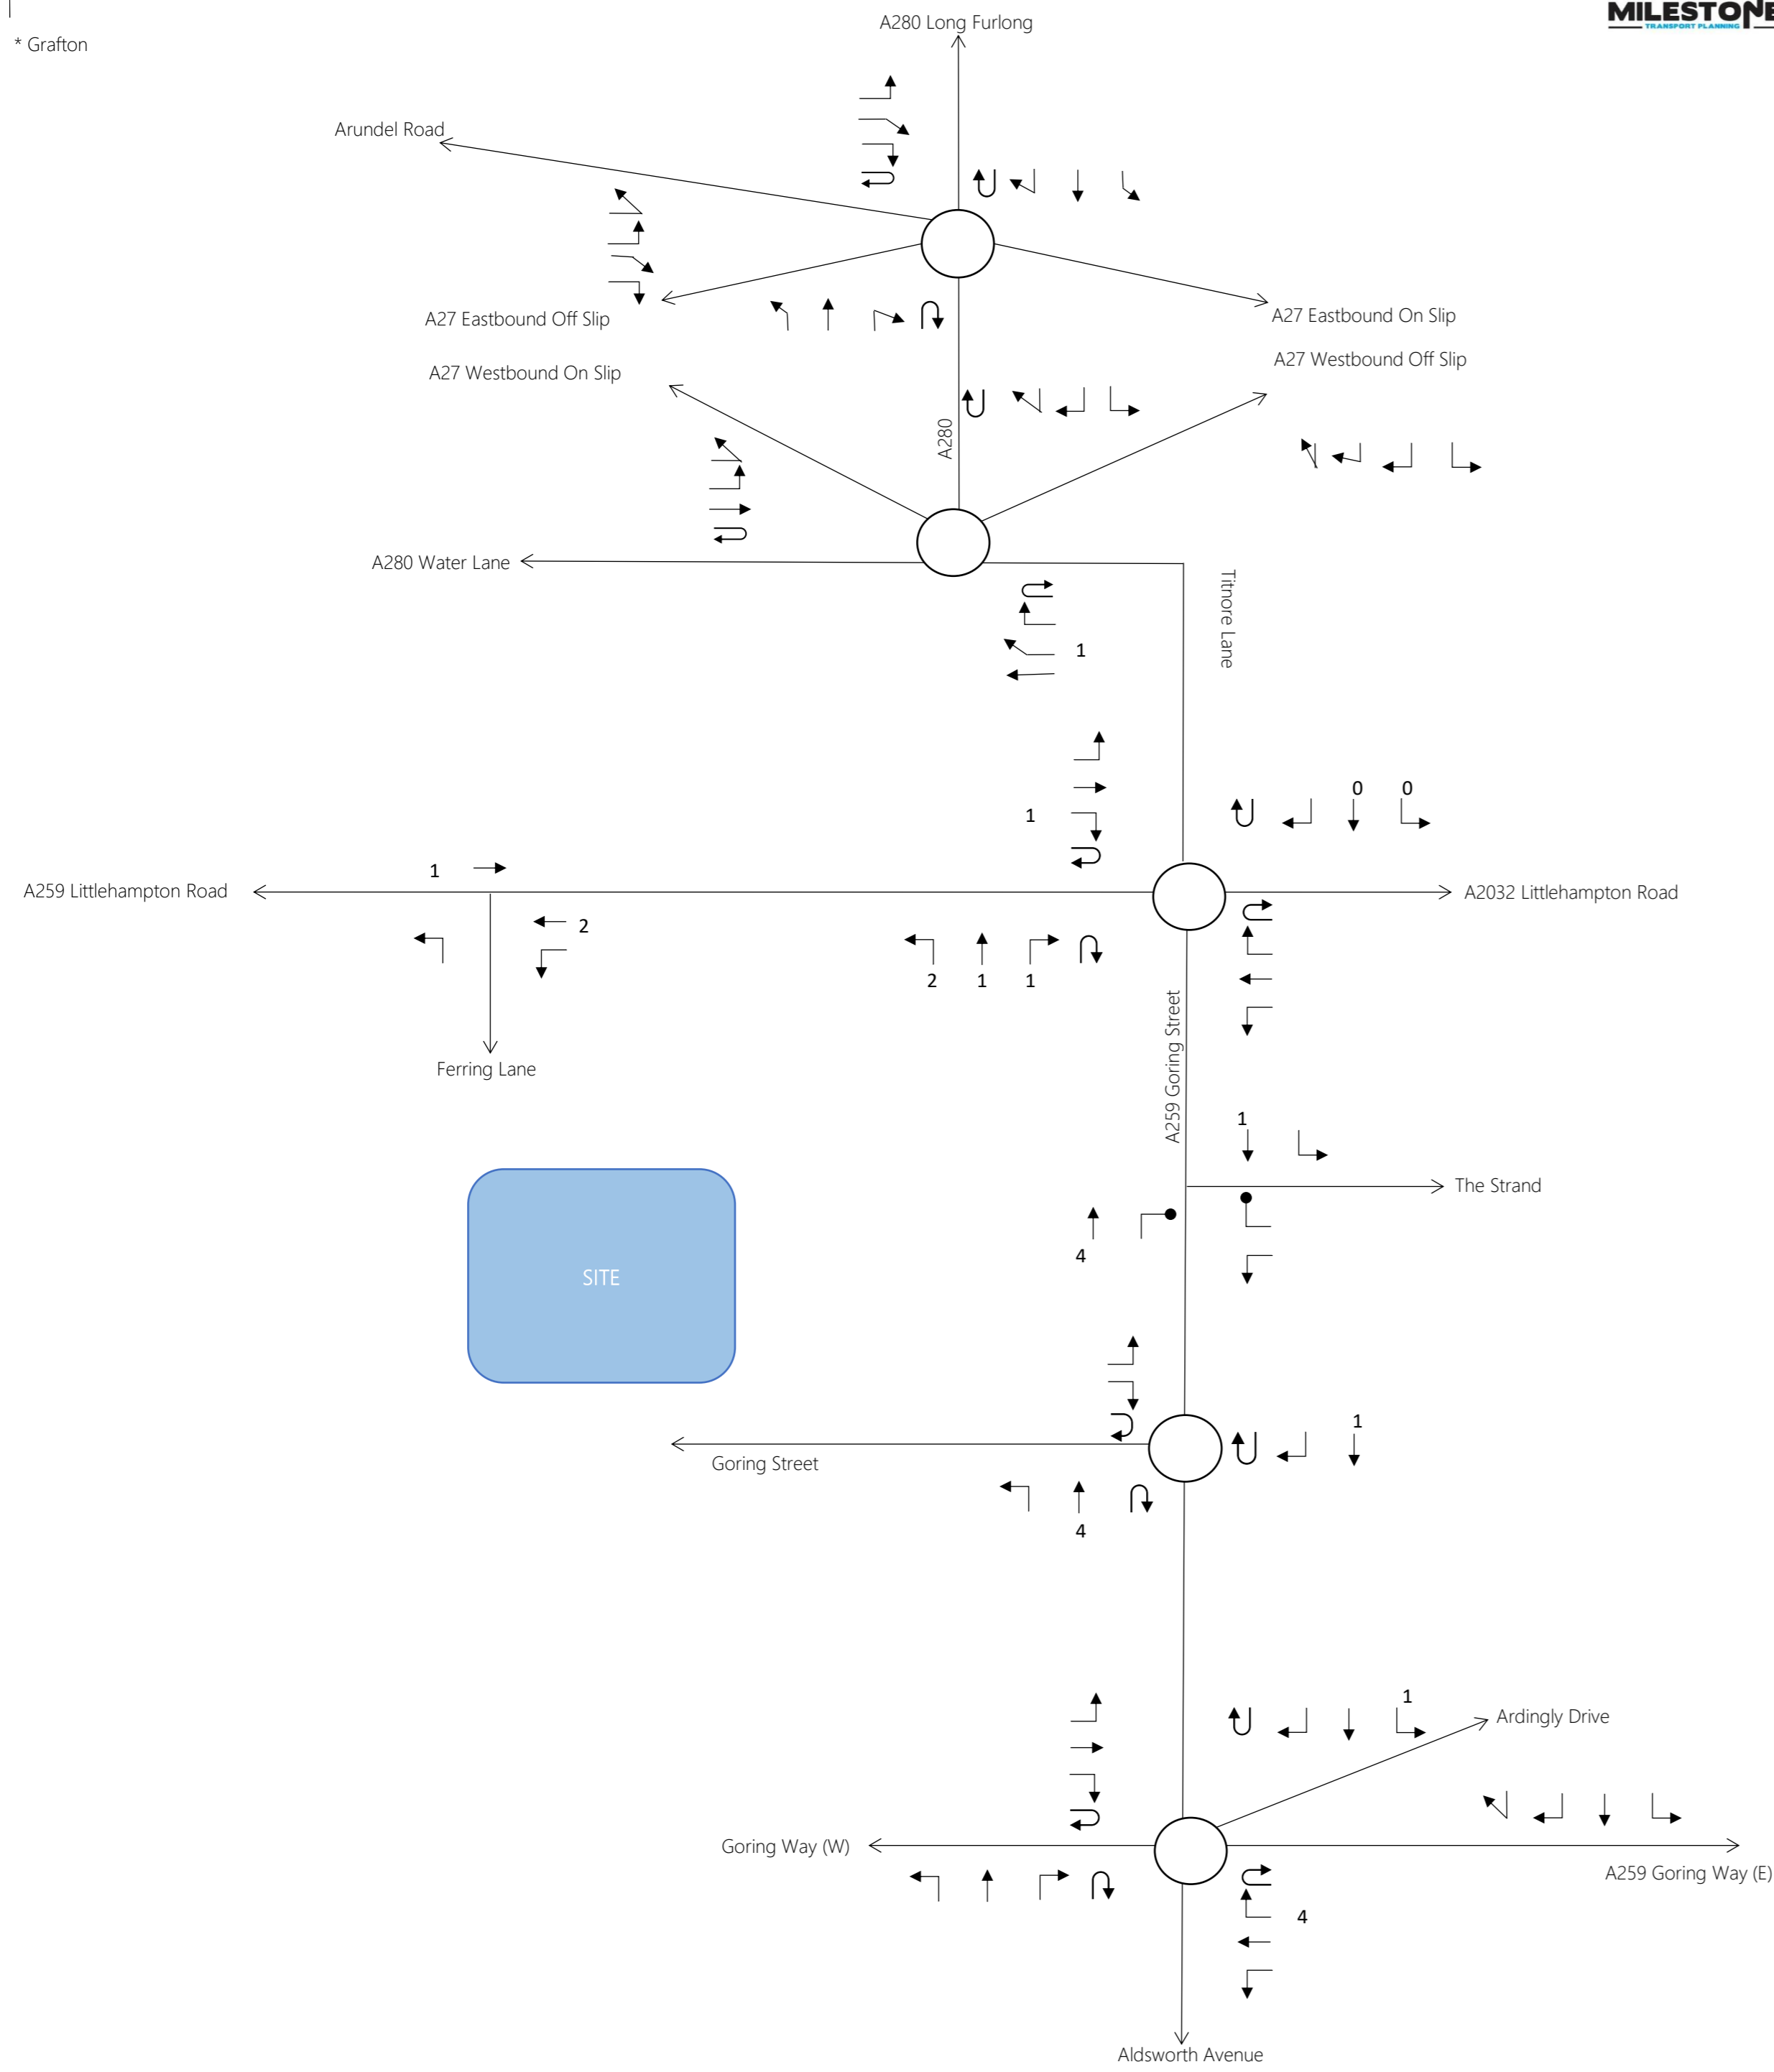 MILESTONE
TRANSPORT PLANNING
* Grafton
A280 Long Furlong
Arundel Road
A27 Eastbound Off Slip
A27 Eastbound On Slip
A27 Westbound On Slip
A27 Westbound Off Slip
A280
A280 Water Lane
Titnore Lane
1
1
0 0
1
A259 Littlehampton Road
A2032 Littlehampton Road
2
2 1 1
A259 Goring Street
Ferring Lane
1
The Strand
4
SITE
1
Goring Street
4
1
Ardingly Drive
Goring Way (W)
A259 Goring Way (E)
4
Aldsworth Avenue